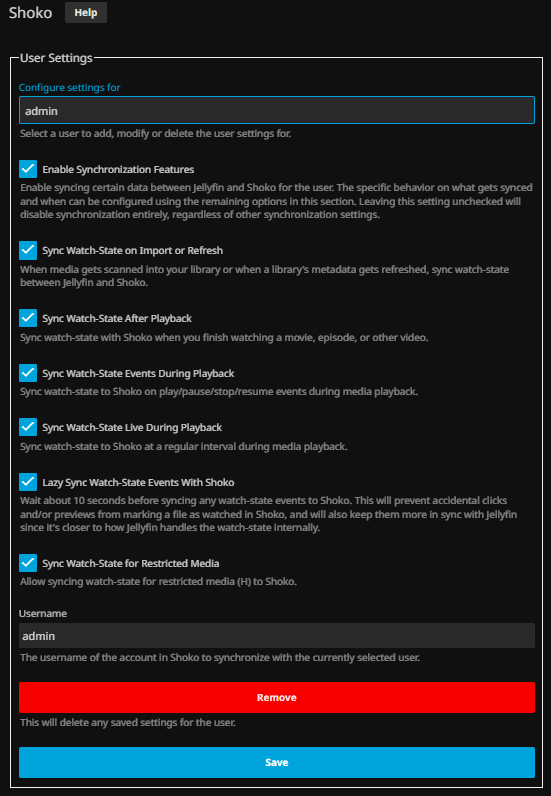 Shoko Help
User Settings
Configure settings for
admin
Select a user to add, modify or delete the user settings for.
Enable Synchronization Features
Enable syncing certain data between Jellyfin and Shoko for the user. The specific behavior on what gets synced
and when can be configured using the remaining options in this section. Leaving this setting unchecked will
disable synchronization entirely, regardless of other synchronization settings.
Sync Watch-State on Import or Refresh
When media gets scanned into your library or when a library's metadata gets refreshed, sync watch-state
between Jellyfin and Shoko.
Sync Watch-State After Playback
Sync watch-state with Shoko when you finish watching a movie, episode, or other video.
Sync Watch-State Events During Playback
Sync watch-state to Shoko on play/pause/stop/resume events during media playback.
Sync Watch-State Live During Playback
Sync watch-state to Shoko at a regular interval during media playback.
Lazy Sync Watch-State Events With Shoko
Wait about 10 seconds before syncing any watch-state events to Shoko. This will prevent accidental clicks
and/or previews from marking a file as watched in Shoko, and will also keep them more in sync with Jellyfin
since it's closer to how Jellyfin handles the watch-state internally.
Sync Watch-State for Restricted Media
Allow syncing watch-state for restricted media (H) to Shoko.
Username
admin
The username of the account in Shoko to synchronize with the currently selected user.
Remove
This will delete any saved settings for the user.
Save